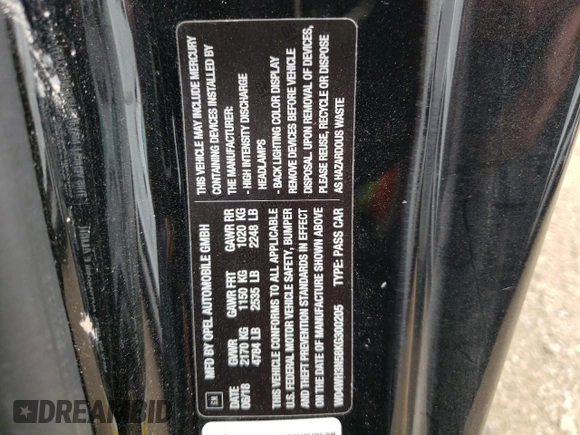 MFD BY OPEL AUTOMOBILE GMBH
DATE GVWR GAWR FRT GAWR RR
06/18 2170 KG 1150 KG 1020 KG
4784 LB 2535 LB 2248 LB
THIS VEHICLE CONFORMS TO ALL APPLICABLE
U.S. FEDERAL MOTOR VEHICLE SAFETY, BUMPER
AND THEFT PREVENTION STANDARDS IN EFFECT
ON THE DATE OF MANUFACTURE SHOWN ABOVE
W04WH3N58KG300205 TYPE: PASS CAR
THIS VEHICLE MAY INCLUDE MERCURY
CONTAINING DEVICES INSTALLED BY
THE MANUFACTURER:
- HIGH INTENSITY DISCHARGE
HEADLAMPS
- BACK LIGHTING COLOR DISPLAY
REMOVE DEVICES BEFORE VEHICLE
DISPOSAL. UPON REMOVAL OF DEVICES,
PLEASE REUSE, RECYCLE OR DISPOSE
AS HAZARDOUS WASTE
GM
DATE AUTOBIDMASTER